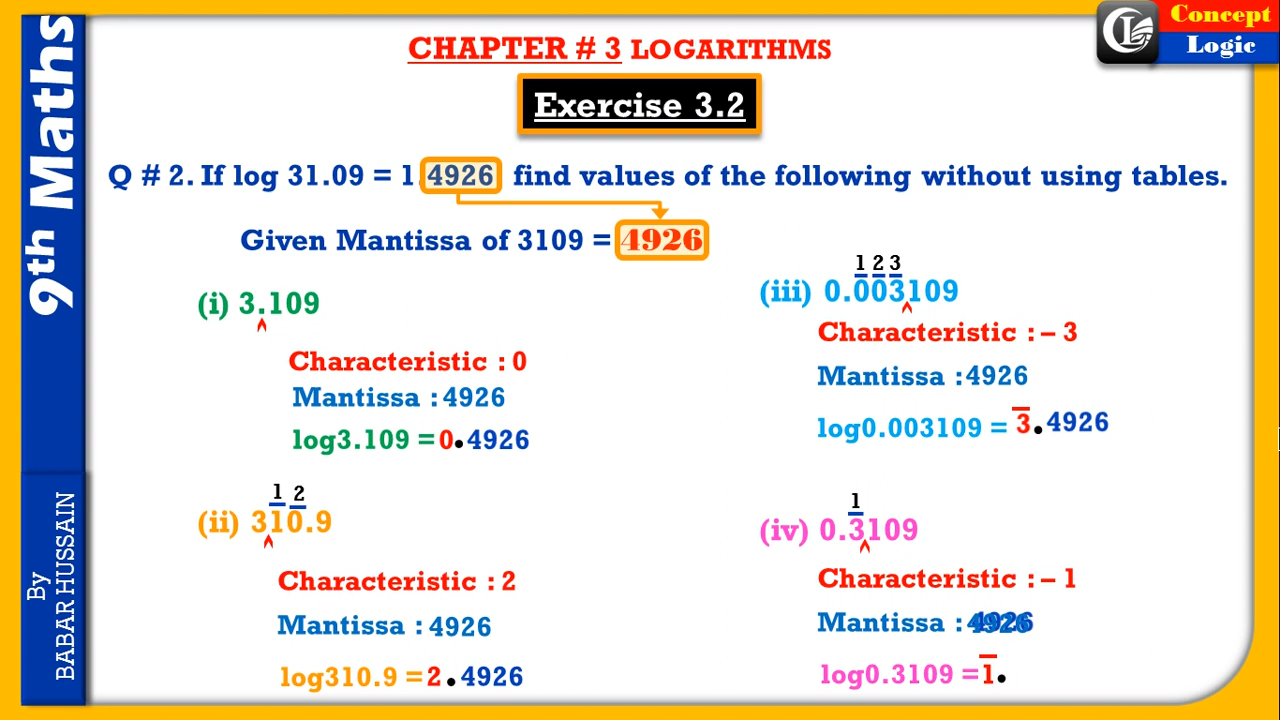 CHAPTER # 3 LOGARITHMS
Concept
Logic
Exercise 3.2
9th Maths
By
BABAR HUSSAIN
Q # 2. If log 31.09 = 1 4926 find values of the following without using tables.
Given Mantissa of 3109 = 4926
(i) 3.109
^
Characteristic : 0
Mantissa : 4926
log3.109 = 0.4926
1 2
(ii) 310.9
^
Characteristic : 2
Mantissa : 4926
log310.9 = 2.4926
1 2 3
(iii) 0.003109
^
Characteristic : – 3
Mantissa :4926
log0.003109 = 3̅.4926
1
(iv) 0.3109
^
Characteristic : – 1
Mantissa : 4926
log0.3109 = 1̅.